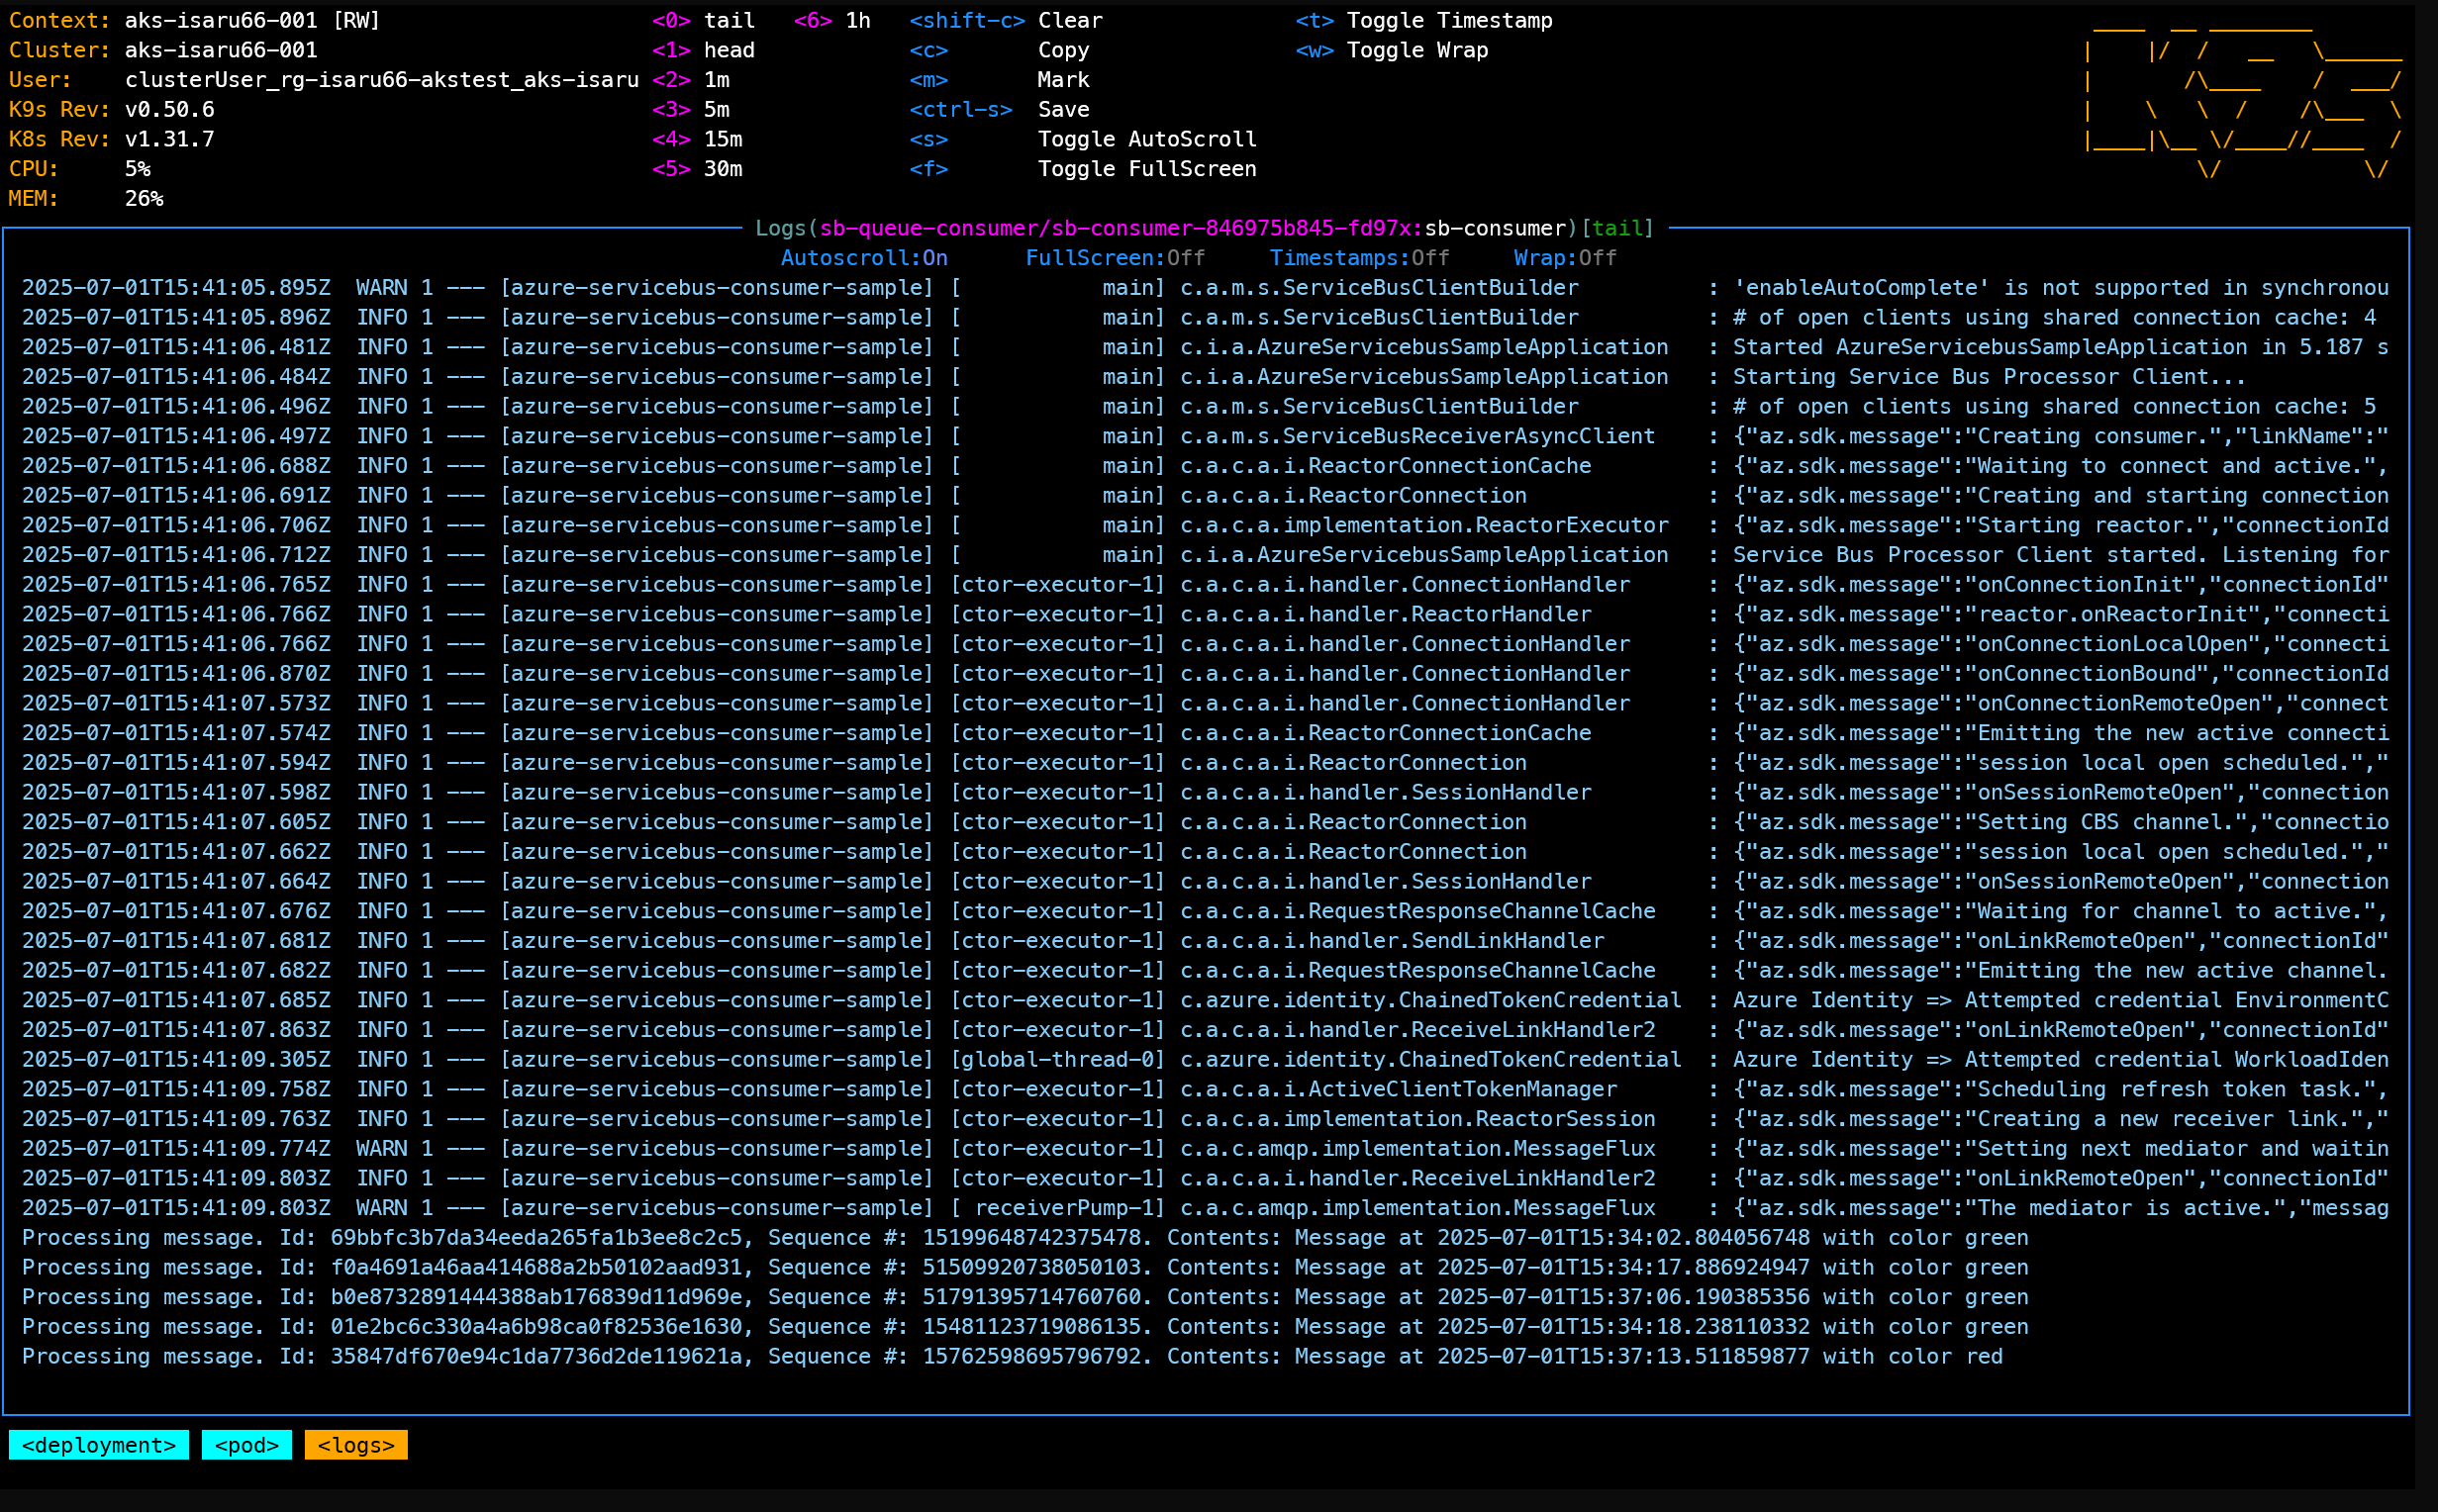 Context: aks-isaru66-001 [RW] <0> tail <6> 1h <shift-c> Clear <t> Toggle Timestamp
Cluster: aks-isaru66-001 <1> head <c> Copy <w> Toggle Wrap
User: clusterUser_rg-isaru66-akstest_aks-isaru <2> 1m <m> Mark
K9s Rev: v0.50.6 <3> 5m <ctrl-s> Save
K8s Rev: v1.31.7 <4> 15m <s> Toggle AutoScroll
CPU: 5% <5> 30m <f> Toggle FullScreen
MEM: 26%
K9s
Logs(sb-queue-consumer/sb-consumer-846975b845-fd97x:sb-consumer)[tail]
Autoscroll:On FullScreen:Off Timestamps:Off Wrap:Off
2025-07-01T15:41:05.895Z  WARN 1 --- [azure-servicebus-consumer-sample] [           main] c.a.m.s.ServiceBusClientBuilder          : 'enableAutoComplete' is not supported in synchronou
2025-07-01T15:41:05.896Z  INFO 1 --- [azure-servicebus-consumer-sample] [           main] c.a.m.s.ServiceBusClientBuilder          : # of open clients using shared connection cache: 4
2025-07-01T15:41:06.481Z  INFO 1 --- [azure-servicebus-consumer-sample] [           main] c.i.a.AzureServicebusSampleApplication   : Started AzureServicebusSampleApplication in 5.187 s
2025-07-01T15:41:06.484Z  INFO 1 --- [azure-servicebus-consumer-sample] [           main] c.i.a.AzureServicebusSampleApplication   : Starting Service Bus Processor Client...
2025-07-01T15:41:06.496Z  INFO 1 --- [azure-servicebus-consumer-sample] [           main] c.a.m.s.ServiceBusClientBuilder          : # of open clients using shared connection cache: 5
2025-07-01T15:41:06.497Z  INFO 1 --- [azure-servicebus-consumer-sample] [           main] c.a.m.s.ServiceBusReceiverAsyncClient    : {"az.sdk.message":"Creating consumer.","linkName":"
2025-07-01T15:41:06.688Z  INFO 1 --- [azure-servicebus-consumer-sample] [           main] c.a.c.a.i.ReactorConnectionCache         : {"az.sdk.message":"Waiting to connect and active.",
2025-07-01T15:41:06.691Z  INFO 1 --- [azure-servicebus-consumer-sample] [           main] c.a.c.a.i.ReactorConnection              : {"az.sdk.message":"Creating and starting connection
2025-07-01T15:41:06.706Z  INFO 1 --- [azure-servicebus-consumer-sample] [           main] c.a.c.a.implementation.ReactorExecutor   : {"az.sdk.message":"Starting reactor.","connectionId
2025-07-01T15:41:06.712Z  INFO 1 --- [azure-servicebus-consumer-sample] [           main] c.i.a.AzureServicebusSampleApplication   : Service Bus Processor Client started. Listening for
2025-07-01T15:41:06.765Z  INFO 1 --- [azure-servicebus-consumer-sample] [ctor-executor-1] c.a.c.a.i.handler.ConnectionHandler      : {"az.sdk.message":"onConnectionInit","connectionId"
2025-07-01T15:41:06.766Z  INFO 1 --- [azure-servicebus-consumer-sample] [ctor-executor-1] c.a.c.a.i.handler.ReactorHandler         : {"az.sdk.message":"reactor.onReactorInit","connecti
2025-07-01T15:41:06.766Z  INFO 1 --- [azure-servicebus-consumer-sample] [ctor-executor-1] c.a.c.a.i.handler.ConnectionHandler      : {"az.sdk.message":"onConnectionLocalOpen","connecti
2025-07-01T15:41:06.870Z  INFO 1 --- [azure-servicebus-consumer-sample] [ctor-executor-1] c.a.c.a.i.handler.ConnectionHandler      : {"az.sdk.message":"onConnectionBound","connectionId
2025-07-01T15:41:07.573Z  INFO 1 --- [azure-servicebus-consumer-sample] [ctor-executor-1] c.a.c.a.i.handler.ConnectionHandler      : {"az.sdk.message":"onConnectionRemoteOpen","connect
2025-07-01T15:41:07.574Z  INFO 1 --- [azure-servicebus-consumer-sample] [ctor-executor-1] c.a.c.a.i.ReactorConnectionCache         : {"az.sdk.message":"Emitting the new active connecti
2025-07-01T15:41:07.594Z  INFO 1 --- [azure-servicebus-consumer-sample] [ctor-executor-1] c.a.c.a.i.ReactorConnection              : {"az.sdk.message":"session local open scheduled.","
2025-07-01T15:41:07.598Z  INFO 1 --- [azure-servicebus-consumer-sample] [ctor-executor-1] c.a.c.a.i.handler.SessionHandler         : {"az.sdk.message":"onSessionRemoteOpen","connection
2025-07-01T15:41:07.605Z  INFO 1 --- [azure-servicebus-consumer-sample] [ctor-executor-1] c.a.c.a.i.ReactorConnection              : {"az.sdk.message":"Setting CBS channel.","connectio
2025-07-01T15:41:07.662Z  INFO 1 --- [azure-servicebus-consumer-sample] [ctor-executor-1] c.a.c.a.i.ReactorConnection              : {"az.sdk.message":"session local open scheduled.","
2025-07-01T15:41:07.664Z  INFO 1 --- [azure-servicebus-consumer-sample] [ctor-executor-1] c.a.c.a.i.handler.SessionHandler         : {"az.sdk.message":"onSessionRemoteOpen","connection
2025-07-01T15:41:07.676Z  INFO 1 --- [azure-servicebus-consumer-sample] [ctor-executor-1] c.a.c.a.i.RequestResponseChannelCache    : {"az.sdk.message":"Waiting for channel to active.",
2025-07-01T15:41:07.681Z  INFO 1 --- [azure-servicebus-consumer-sample] [ctor-executor-1] c.a.c.a.i.handler.SendLinkHandler        : {"az.sdk.message":"onLinkRemoteOpen","connectionId"
2025-07-01T15:41:07.682Z  INFO 1 --- [azure-servicebus-consumer-sample] [ctor-executor-1] c.a.c.a.i.RequestResponseChannelCache    : {"az.sdk.message":"Emitting the new active channel.
2025-07-01T15:41:07.685Z  INFO 1 --- [azure-servicebus-consumer-sample] [ctor-executor-1] c.azure.identity.ChainedTokenCredential  : Azure Identity => Attempted credential EnvironmentC
2025-07-01T15:41:07.863Z  INFO 1 --- [azure-servicebus-consumer-sample] [ctor-executor-1] c.a.c.a.i.handler.ReceiveLinkHandler2    : {"az.sdk.message":"onLinkRemoteOpen","connectionId"
2025-07-01T15:41:09.305Z  INFO 1 --- [azure-servicebus-consumer-sample] [global-thread-0] c.azure.identity.ChainedTokenCredential  : Azure Identity => Attempted credential WorkloadIden
2025-07-01T15:41:09.758Z  INFO 1 --- [azure-servicebus-consumer-sample] [ctor-executor-1] c.a.c.a.i.ActiveClientTokenManager       : {"az.sdk.message":"Scheduling refresh token task.",
2025-07-01T15:41:09.763Z  INFO 1 --- [azure-servicebus-consumer-sample] [ctor-executor-1] c.a.c.a.implementation.ReactorSession    : {"az.sdk.message":"Creating a new receiver link.","
2025-07-01T15:41:09.774Z  WARN 1 --- [azure-servicebus-consumer-sample] [ctor-executor-1] c.a.c.amqp.implementation.MessageFlux    : {"az.sdk.message":"Setting next mediator and waitin
2025-07-01T15:41:09.803Z  INFO 1 --- [azure-servicebus-consumer-sample] [ctor-executor-1] c.a.c.a.i.handler.ReceiveLinkHandler2    : {"az.sdk.message":"onLinkRemoteOpen","connectionId"
2025-07-01T15:41:09.803Z  WARN 1 --- [azure-servicebus-consumer-sample] [ receiverPump-1] c.a.c.amqp.implementation.MessageFlux    : {"az.sdk.message":"The mediator is active.","messag
Processing message. Id: 69bbfc3b7da34eeda265fa1b3ee8c2c5, Sequence #: 15199648742375478. Contents: Message at 2025-07-01T15:34:02.804056748 with color green
Processing message. Id: f0a4691a46aa414688a2b50102aad931, Sequence #: 51509920738050103. Contents: Message at 2025-07-01T15:34:17.886924947 with color green
Processing message. Id: b0e8732891444388ab176839d11d969e, Sequence #: 51791395714760760. Contents: Message at 2025-07-01T15:37:06.190385356 with color green
Processing message. Id: 01e2bc6c330a4a6b98ca0f82536e1630, Sequence #: 15481123719086135. Contents: Message at 2025-07-01T15:34:18.238110332 with color green
Processing message. Id: 35847df670e94c1da7736d2de119621a, Sequence #: 15762598695796792. Contents: Message at 2025-07-01T15:37:13.511859877 with color red
<deployment> <pod> <logs>